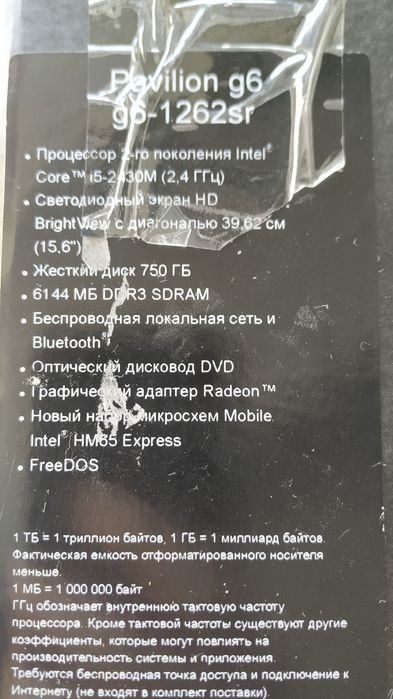 Pavilion g6
g6-1262sr
• Процессор 2-го поколения Intel®
Core™ i5-2430M (2,4 ГГц)
• Светодиодный экран HD
BrightView с диагональю 39,62 см
(15,6")
• Жесткий диск 750 ГБ
• 6144 МБ DDR3 SDRAM
• Беспроводная локальная сеть и
Bluetooth®
• Оптический дисковод DVD
• Графический адаптер Radeon™
• Новый набор микросхем Mobile
Intel® HM65 Express
• FreeDOS
1 ТБ = 1 триллион байтов, 1 ГБ = 1 миллиард байтов.
Фактическая емкость отформатированного носителя
меньше.
1 МБ = 1 000 000 байт
ГГц обозначает внутреннюю тактовую частоту
процессора. Кроме тактовой частоты существуют другие
коэффициенты, которые могут повлиять на
производительность системы и приложения.
Требуются беспроводная точка доступа и подключение к
Интернету (не входят в комплект поставки).